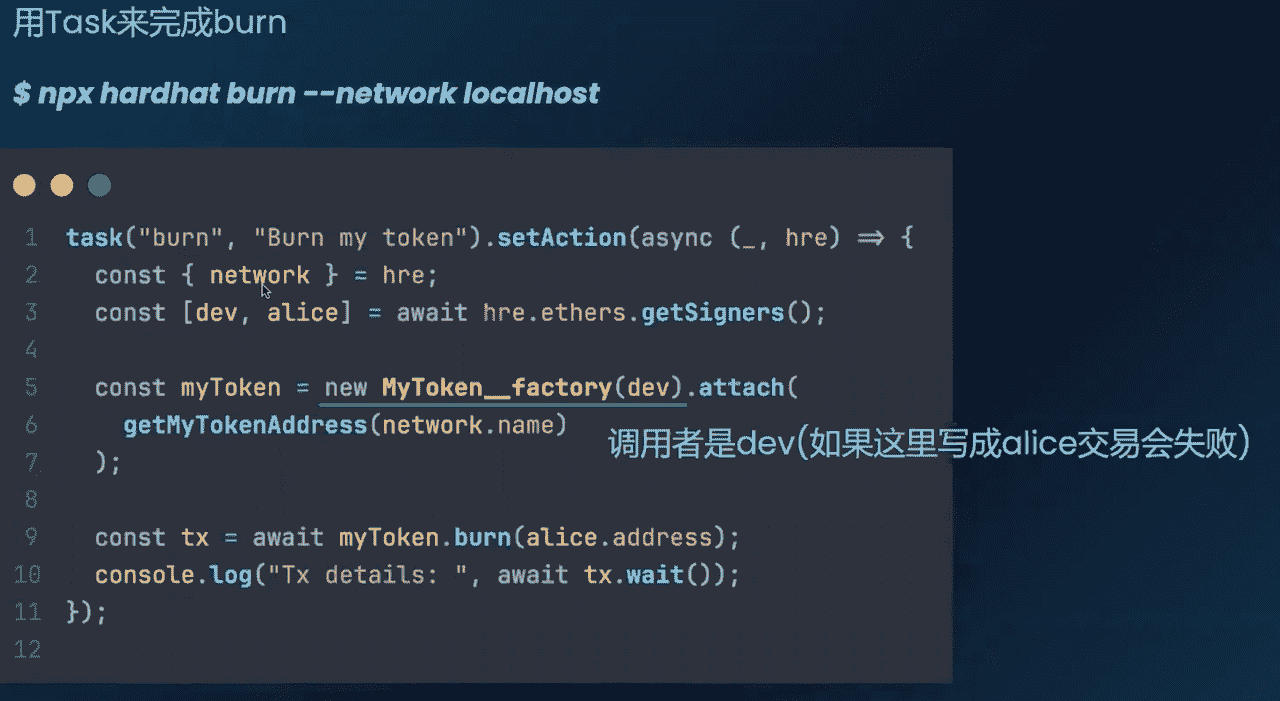 用Task来完成burn
$ npx hardhat burn --network localhost
1 task("burn", "Burn my token").setAction(async (_, hre) => {
2   const { network } = hre;
3   const [dev, alice] = await hre.ethers.getSigners();
4
5   const myToken = new MyToken__factory(dev).attach(
6     getMyTokenAddress(network.name)
调用者是dev(如果这里写成alice交易会失败)
7   );
8
9   const tx = await myToken.burn(alice.address);
10   console.log("Tx details: ", await tx.wait());
11 });
12